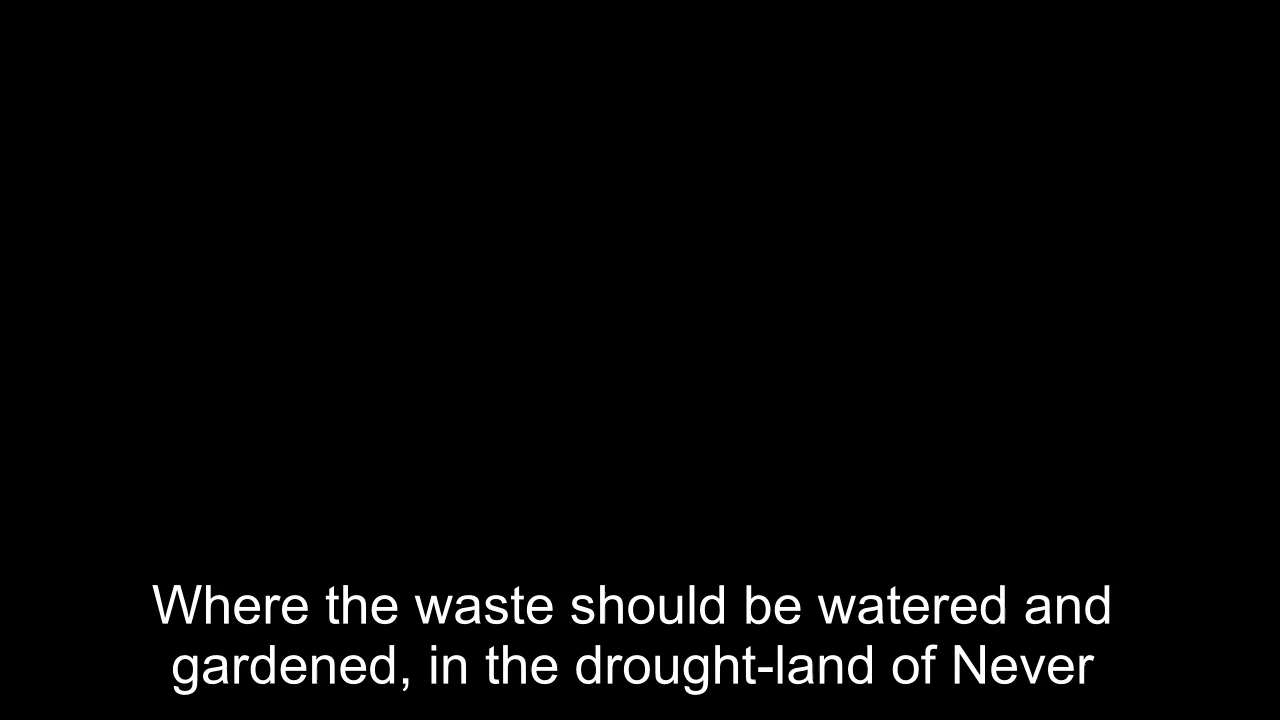 Where the waste should be watered and
gardened, in the drought-land of Never